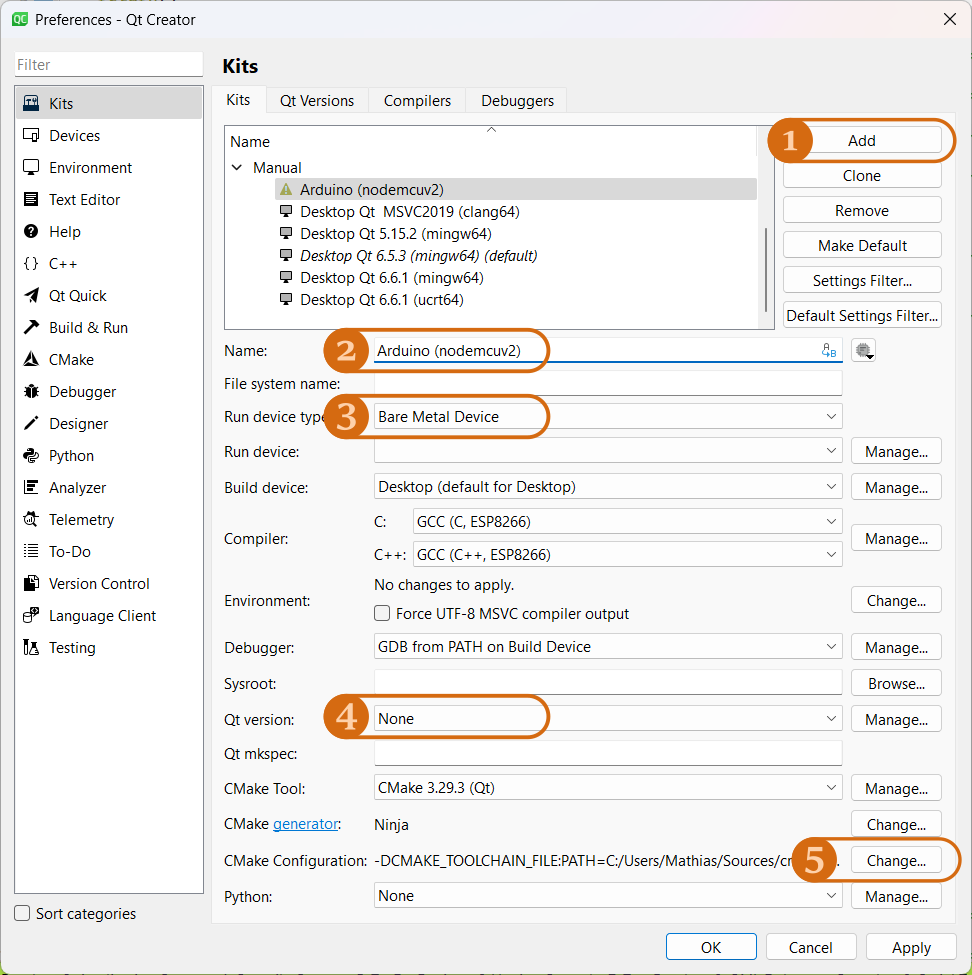 QC Preferences - Qt Creator
Filter
Kits
Devices
Environment
Text Editor
Help
{} C++
Qt Quick
Build & Run
CMake
Debugger
Designer
Python
Analyzer
Telemetry
To-Do
Version Control
Language Client
Testing
Sort categories
Kits
Kits Qt Versions Compilers Debuggers
Name
Manual
Arduino (nodemcuv2)
Desktop Qt  MSVC2019 (clang64)
Desktop Qt 5.15.2 (mingw64)
Desktop Qt 6.5.3 (mingw64) (default)
Desktop Qt 6.6.1 (mingw64)
Desktop Qt 6.6.1 (ucrt64)
1 Add
Clone
Remove
Make Default
Settings Filter...
Default Settings Filter...
Name: 2 Arduino (nodemcuv2)
File system name:
Run device type 3 Bare Metal Device
Run device: Manage...
Build device: Desktop (default for Desktop) Manage...
Compiler: C: GCC (C, ESP8266) Manage...
C++: GCC (C++, ESP8266)
Environment: No changes to apply. Change...
Force UTF-8 MSVC compiler output
Debugger: GDB from PATH on Build Device Manage...
Sysroot: Browse...
Qt version: 4 None Manage...
Qt mkspec:
CMake Tool: CMake 3.29.3 (Qt) Manage...
CMake generator: Ninja Change...
CMake Configuration: -DCMAKE_TOOLCHAIN_FILE:PATH=C:/Users/Mathias/Sources/ 5 Change...
Python: None Manage...
OK Cancel Apply